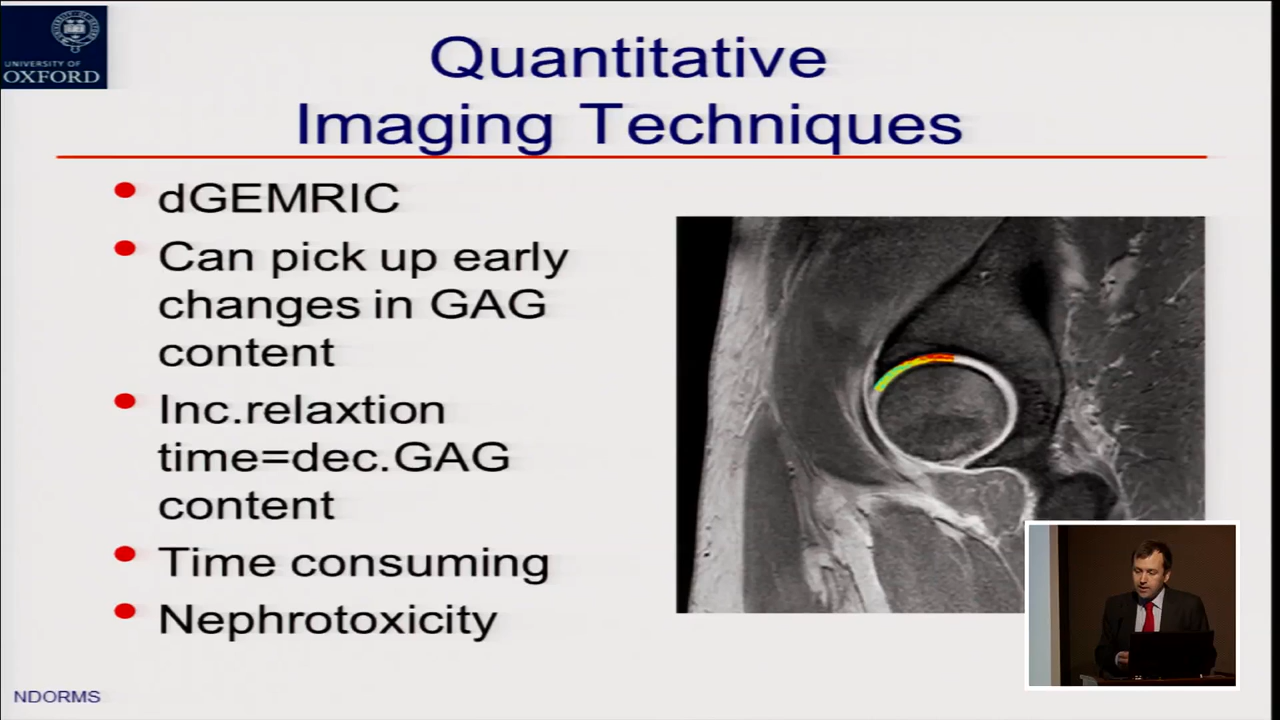 UNIVERSITY OF
OXFORD
Quantitative
Imaging Techniques
• dGEMRIC
• Can pick up early
changes in GAG
content
• Inc.relaxtion
time=dec.GAG
content
• Time consuming
• Nephrotoxicity
NDORMS